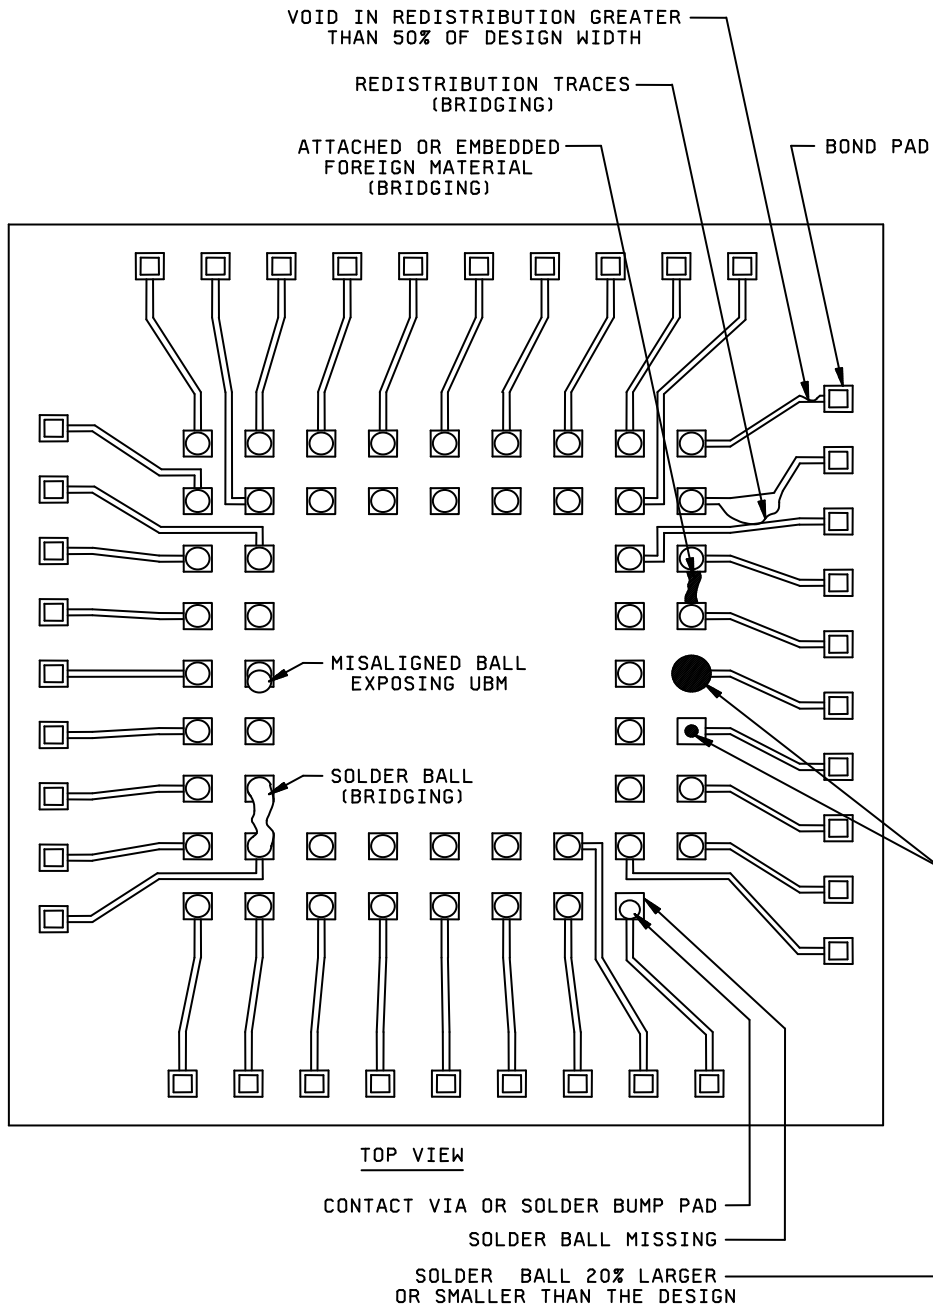 VOID IN REDISTRIBUTION GREATER
THAN 50% OF DESIGN WIDTH
REDISTRIBUTION TRACES
(BRIDGING)
ATTACHED OR EMBEDDED
FOREIGN MATERIAL
(BRIDGING)
BOND PAD
MISALIGNED BALL
EXPOSING UBM
SOLDER BALL
(BRIDGING)
TOP VIEW
CONTACT VIA OR SOLDER BUMP PAD
SOLDER BALL MISSING
SOLDER BALL 20% LARGER
OR SMALLER THAN THE DESIGN